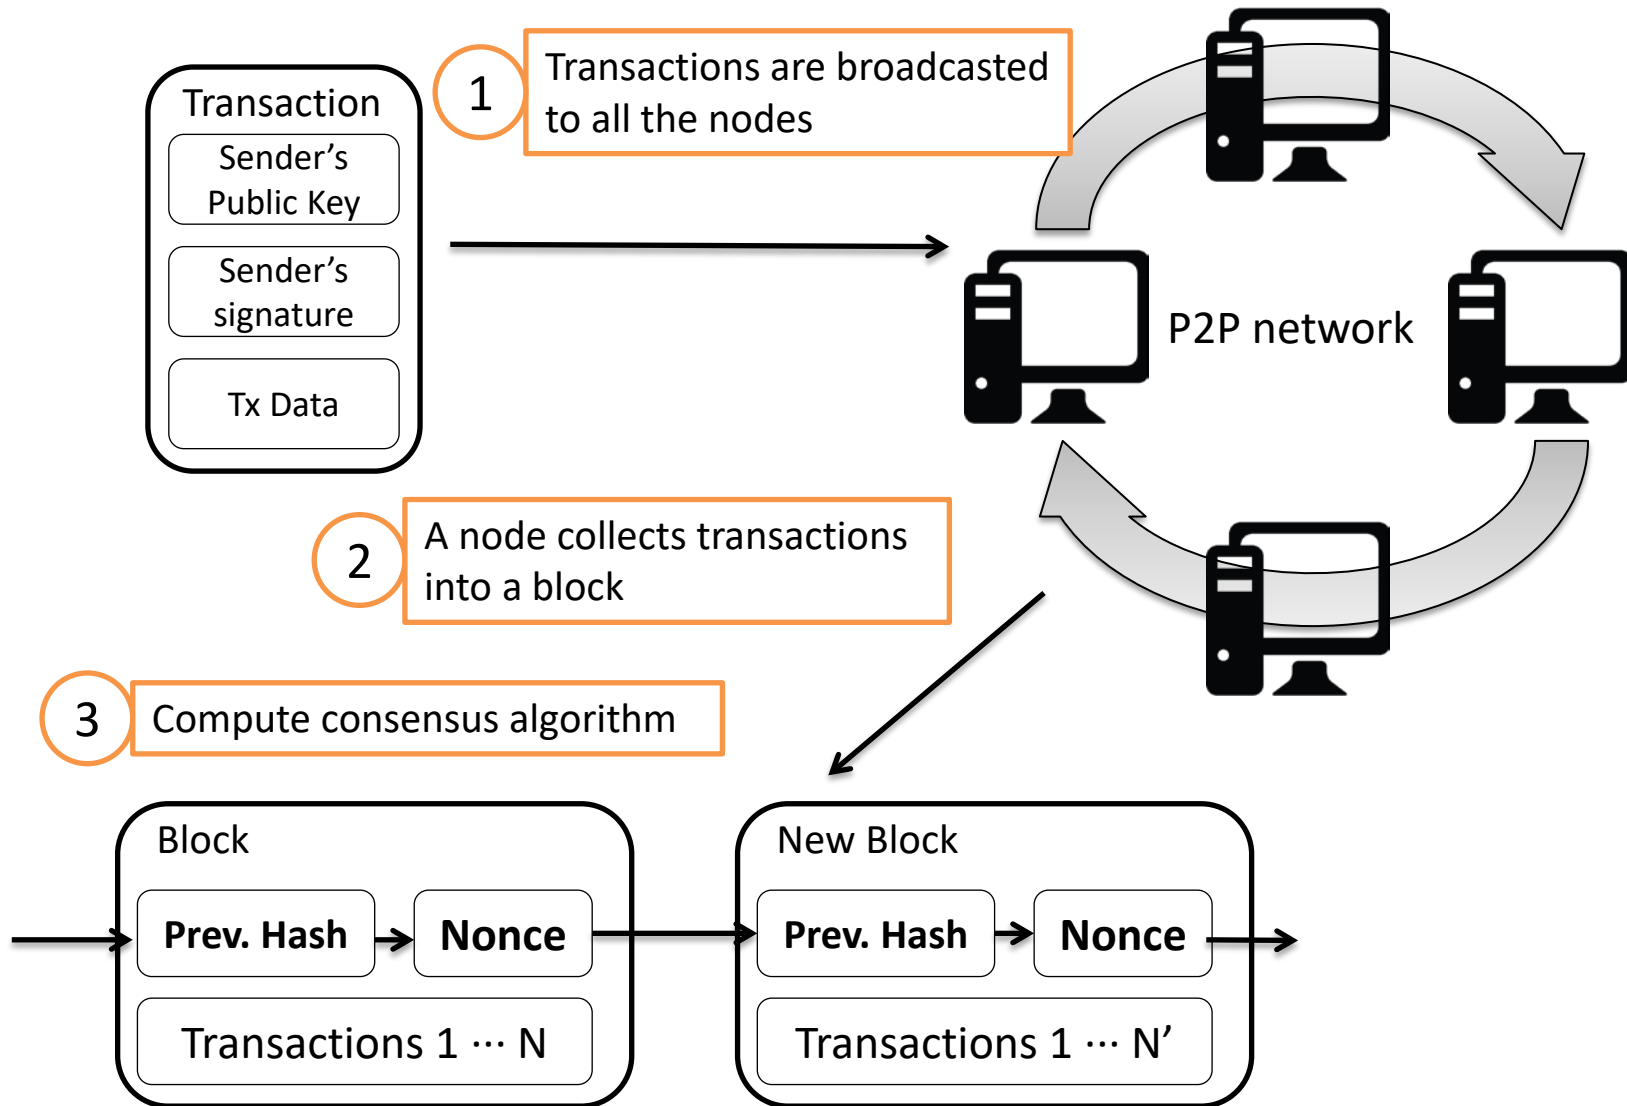 1
Transactions are broadcasted
to all the nodes
Transaction
Sender’s
Public Key
Sender’s
signature
Tx Data
P2P network
2
A node collects transactions
into a block
3
Compute consensus algorithm
Block
Prev. Hash
Nonce
Transactions 1 ··· N
New Block
Prev. Hash
Nonce
Transactions 1 ··· N’